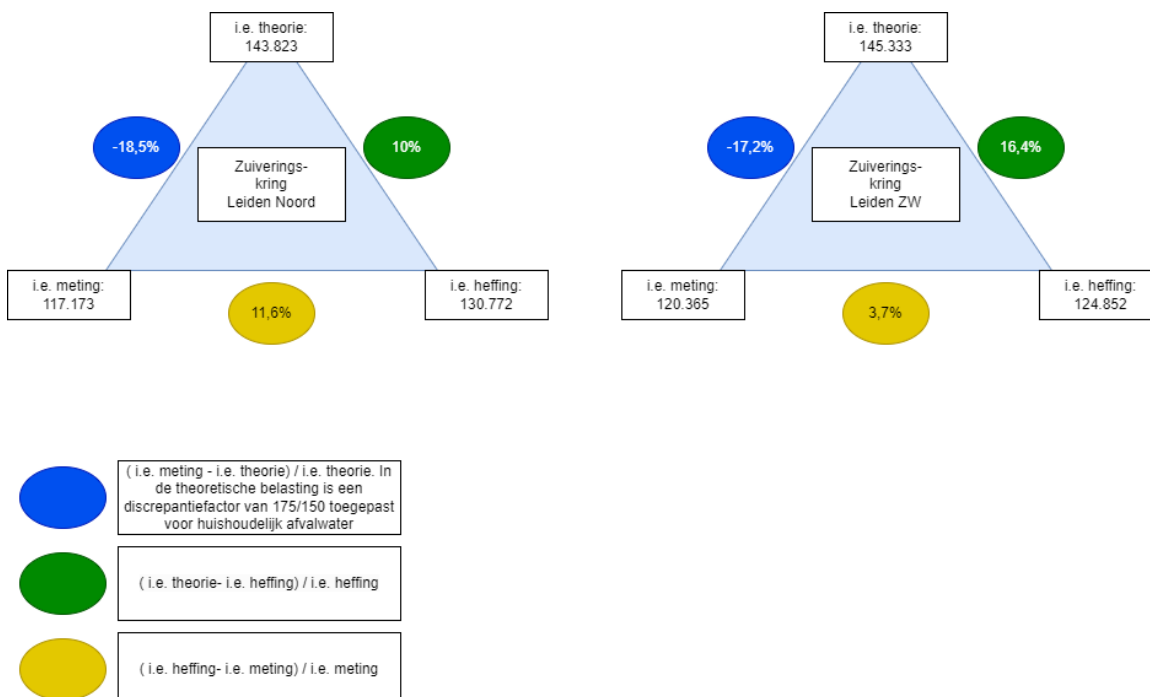 i.e. theorie:
143.823
-18,5%
10%
Zuiverings-
kring
Leiden Noord
i.e. meting:
117.173
11,6%
i.e. heffing:
130.772
i.e. theorie:
145.333
-17,2%
16,4%
Zuiverings-
kring
Leiden ZW
i.e. meting:
120.365
3,7%
i.e. heffing:
124.852
( i.e. meting - i.e. theorie) / i.e. theorie. In
de theoretische belasting is een
discrepantiefactor van 175/150 toegepast
voor huishoudelijk afvalwater
( i.e. theorie- i.e. heffing) / i.e. heffing
( i.e. heffing- i.e. meting) / i.e. meting